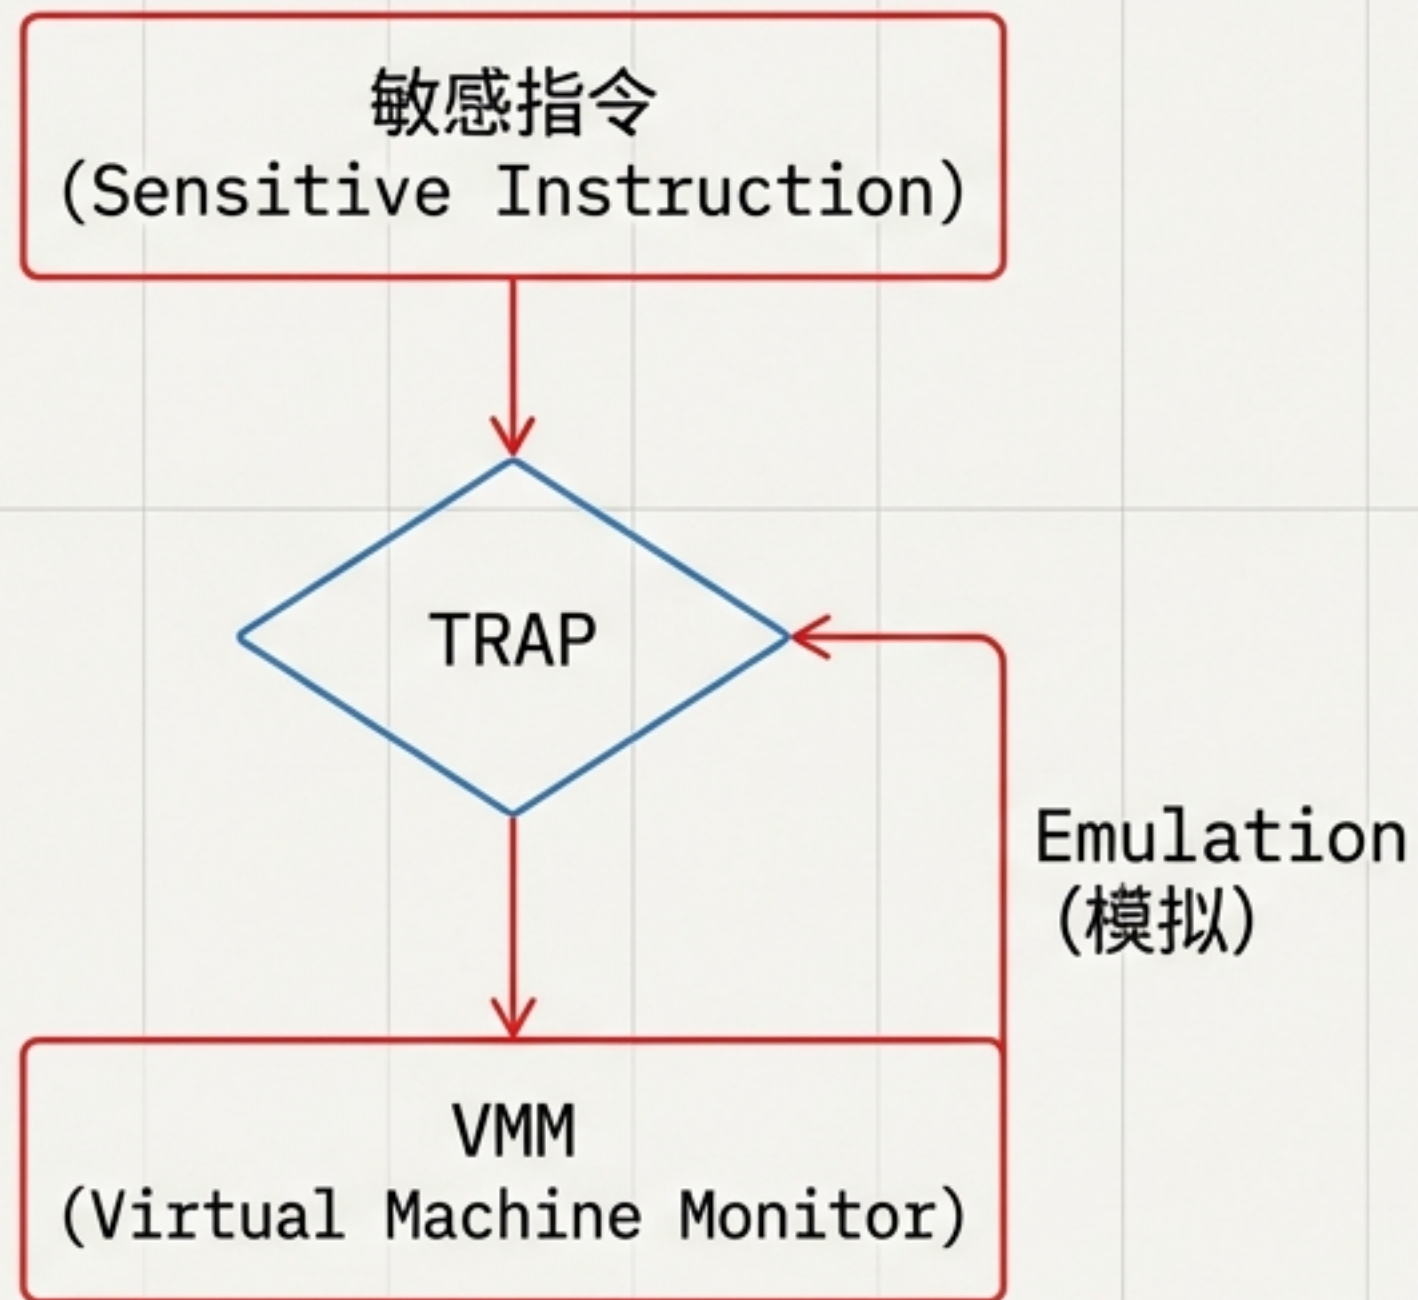 敏感指令
(Sensitive Instruction)
TRAP
Emulation
(模拟)
VMM
(Virtual Machine Monitor)